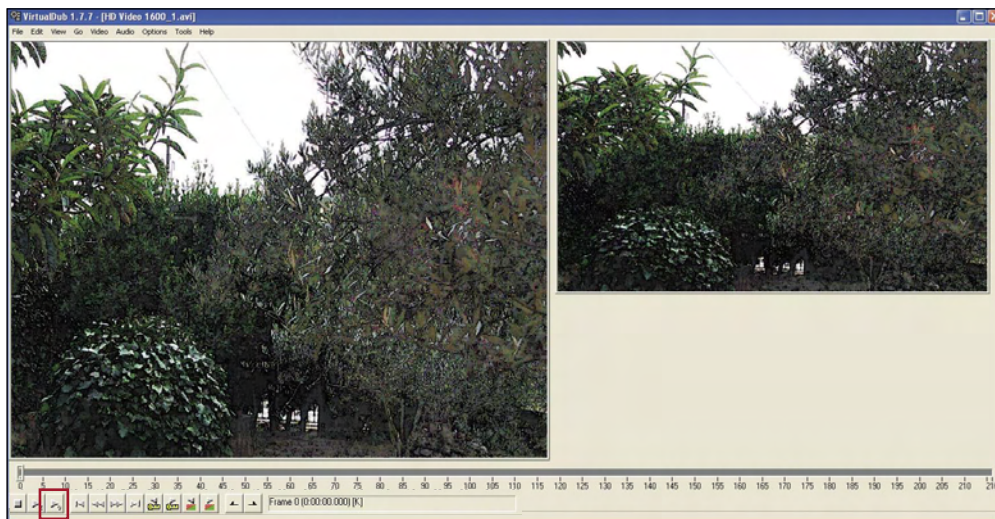 VirtualDub 1.7.7 - [HD Video 1600_1.avi]
File Edit View Go Video Audio Options Tools Help
0 5 10 15 20 25 30 35 40 45 50 55 60 65 70 75 80 85 90 95 100 105 110 115 120 125 130 135 140 145 150 155 160 165 170 175 180 185 190 195 200 205 210
Frame 0 (0:00:00.000) [K]